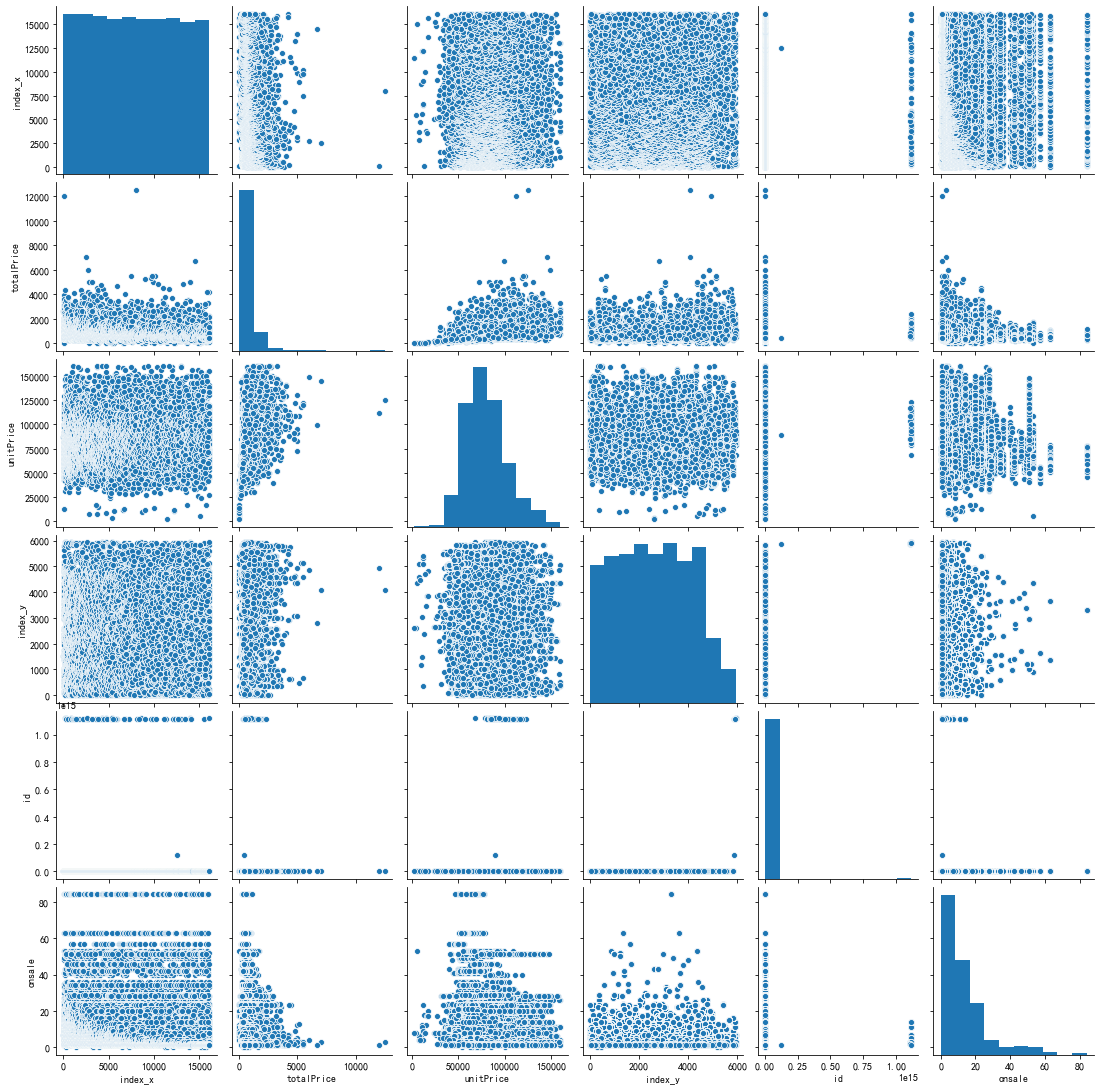 15000
12500
10000
7500
5000
2500
0
index_x
12000
10000
8000
6000
4000
2000
0
totalPrice
150000
125000
100000
75000
50000
25000
0
unitPrice
6000
5000
4000
3000
2000
1000
0
index_y
1e15
1.0
0.8
0.6
0.4
0.2
0.0
id
80
60
40
20
0
onsale
0 5000 10000 15000
index_x
0 5000 10000
totalPrice
0 50000 100000 150000
unitPrice
0 2000 4000 6000
index_y
0.00 0.25 0.50 0.75 1.00
1e15
id
0 20 40 60 80
onsale